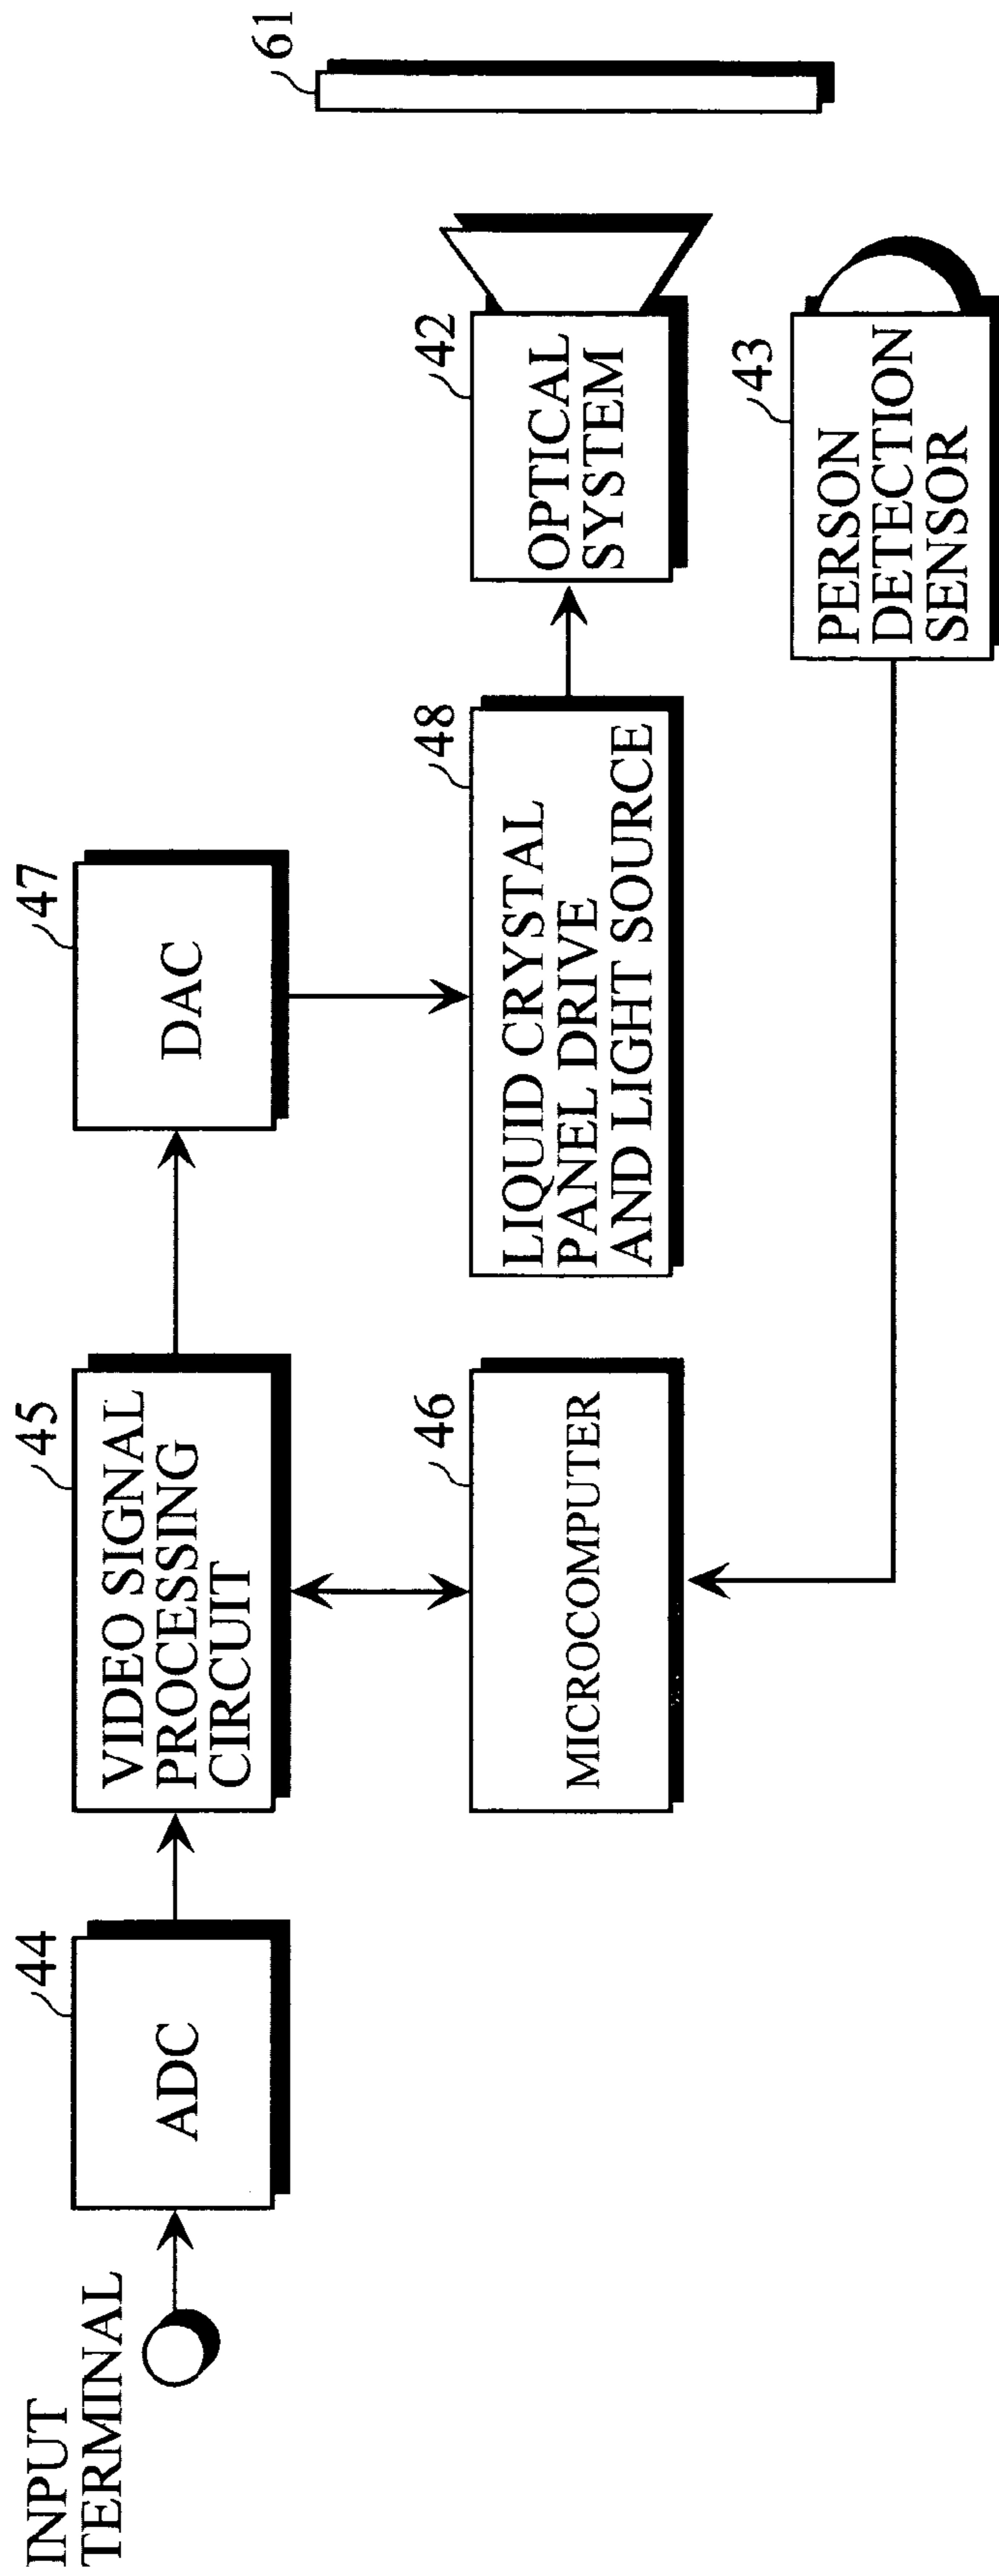 INPUT
TERMINAL
44
ADC
45
VIDEO SIGNAL
PROCESSING
CIRCUIT
47
DAC
46
MICROCOMPUTER
48
LIQUID CRYSTAL
PANEL DRIVE
AND LIGHT SOURCE
42
OPTICAL
SYSTEM
43
PERSON
DETECTION
SENSOR
61